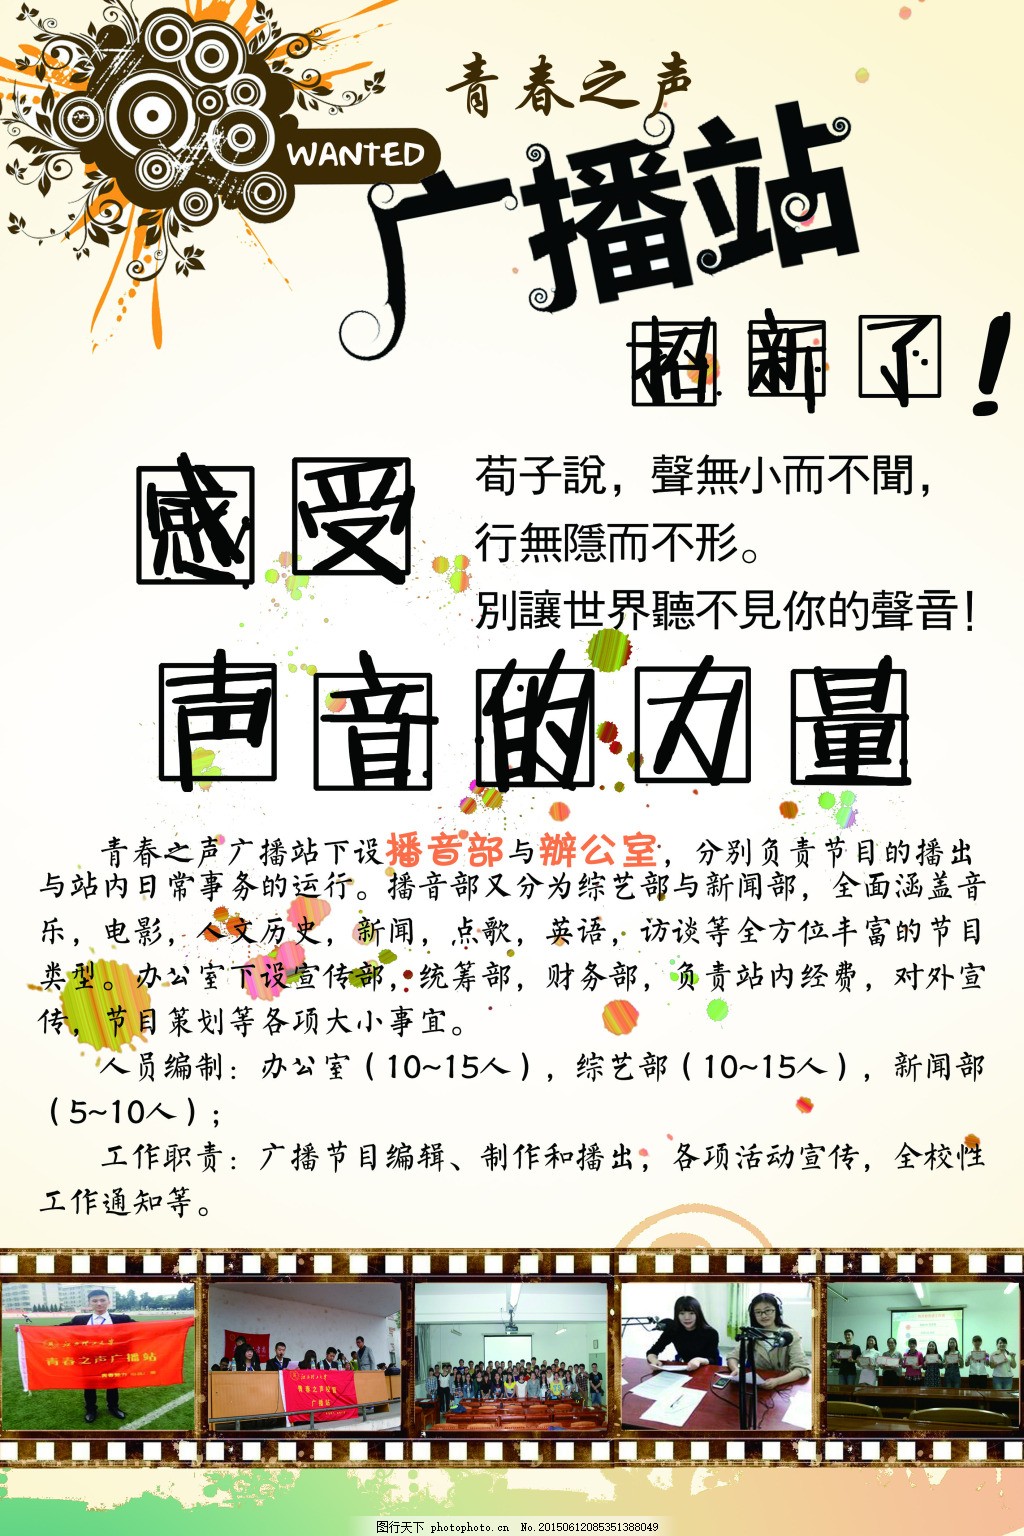 青春之声
WANTED
广播站
招新了！
感受
荀子說，聲無小而不聞，
行無隱而不形。
別讓世界聽不見你的聲音！
声音的力量
青春之声广播站下设播音部与辦公室，分别负责节目的播出
与站内日常事务的运行。播音部又分为综艺部与新闻部，全面涵盖音
乐，电影，人文历史，新闻，点歌，英语，访谈等全方位丰富的节目
类型。办公室下设宣传部，统筹部，财务部，负责站内经费，对外宣
传，节目策划等各项大小事宜。
人员编制：办公室（10~15人），综艺部（10~15人），新闻部
（5~10人）；
工作职责：广播节目编辑、制作和播出，各项活动宣传，全校性
工作通知等。
青春之声广播站
青春之声校园
广播站
图行天下 photophoto.cn No.20150612085351388049